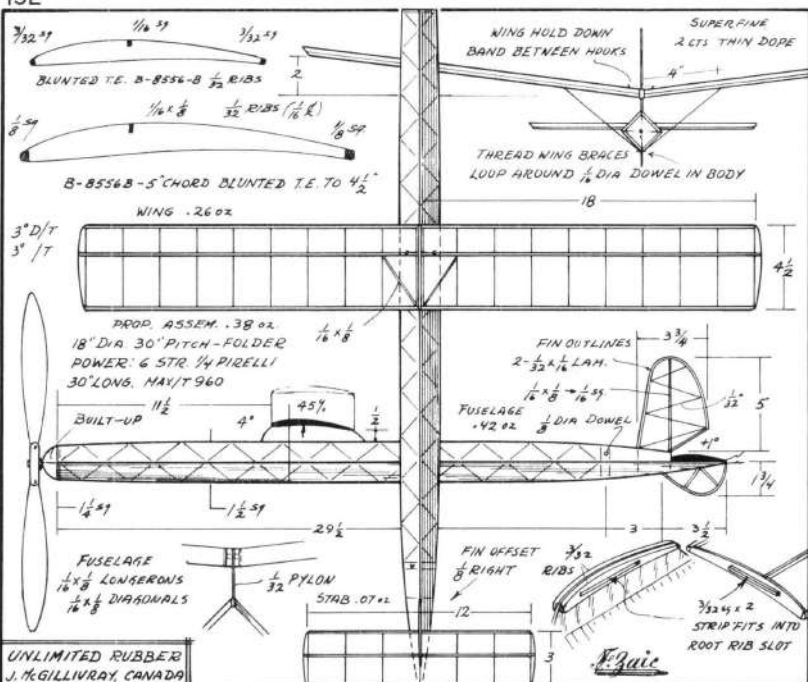 3/32 sq
1/16 sq
3/32 sq
BLUNTED T.E. B-8556-B 1/32 RIBS
1/8 sq
1/16 x 1/8
1/32 RIBS (1/16 ₵)
1/8 sq.
B-8556B-5" CHORD BLUNTED T.E. TO 4 1/2"
2
WING HOLD DOWN
BAND BETWEEN HOOKS
SUPERFINE
2 CTS THIN DOPE
4"
THREAD WING BRACES
LOOP AROUND 1/16 DIA DOWEL IN BODY
18
WING .26 oz
3° D/T
3° /T
4 1/2
PROP. ASSEM. .38 oz.
18" DIA. 30" PITCH-FOLDER
POWER: 6 STR. 1/4 PIRELLI
30" LONG. MAX/T 960
1/16 x 1/8
FIN OUTLINES
2-1/32 x 1/16 LAM.
1/16 x 1/8 → 1/16 sq.
3 3/4
1/32"
5
11 1/2
45%
4°
1/2
BUILT-UP
FUSELAGE
.42 oz
1/8 DIA DOWEL
+1°
1 3/4
1 1/4 sq
1 1/2 sq
29 1/2
3
3 1/2
FUSELAGE
1/16 x 1/8 LONGERONS
1/16 x 1/8 DIAGONALS
1/32 PYLON
FIN OFFSET
1/8 RIGHT
3/32
RIBS
3/32 sq x 2
STRIP FITS INTO
ROOT RIB SLOT
STAB .07 oz
12
3
UNLIMITED RUBBER
J. McGILLIVRAY, CANADA
F. Zaic